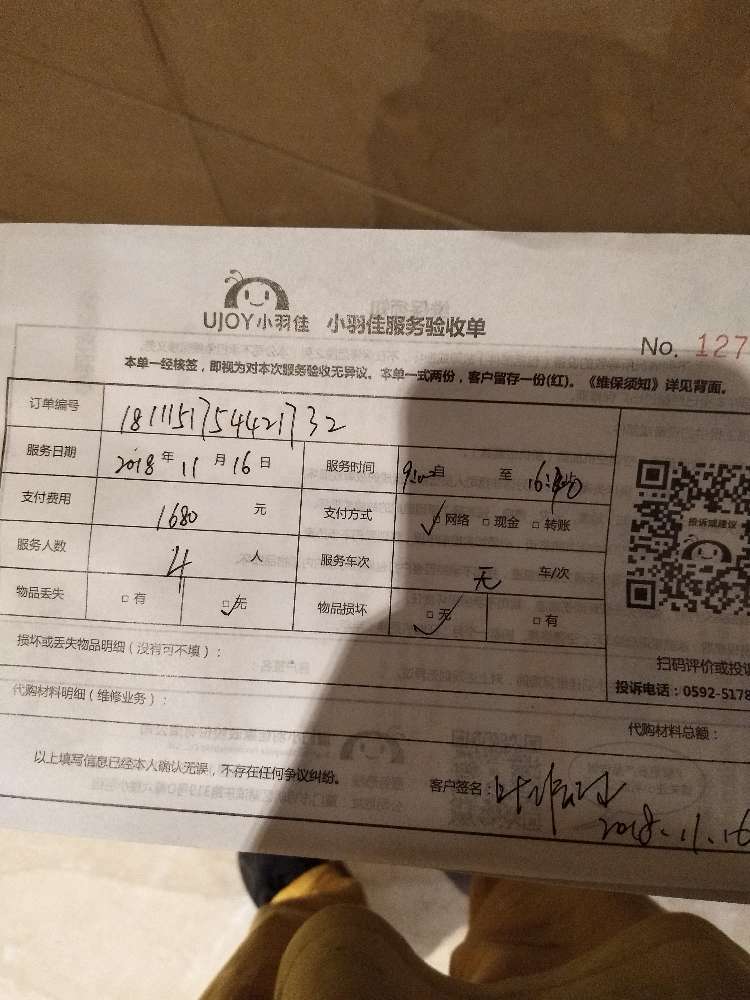 UJOY小羽佳 小羽佳服务验收单
No. 127
本单一经核签，即视为对本次服务验收无异议。本单一式两份，客户留存一份(红)。《维保须知》详见背面。
订单编号 1811151754421732
服务日期 2018 年 11 月 16 日 服务时间 自 至
支付费用 1680 元 支付方式 ☑网络 □现金 □转账
服务人数 4 人 服务车次 无 车/次
物品丢失 □有 ☑无 物品损坏 ☑无 □有
投诉或建议
扫码评价或投诉
投诉电话：0592-5178
损坏或丢失物品明细（没有可不填）：
代购材料明细（维修业务）：
代购材料总额：
以上填写信息已经本人确认无误，不存在任何争议纠纷。
客户签名：
2018.11.16